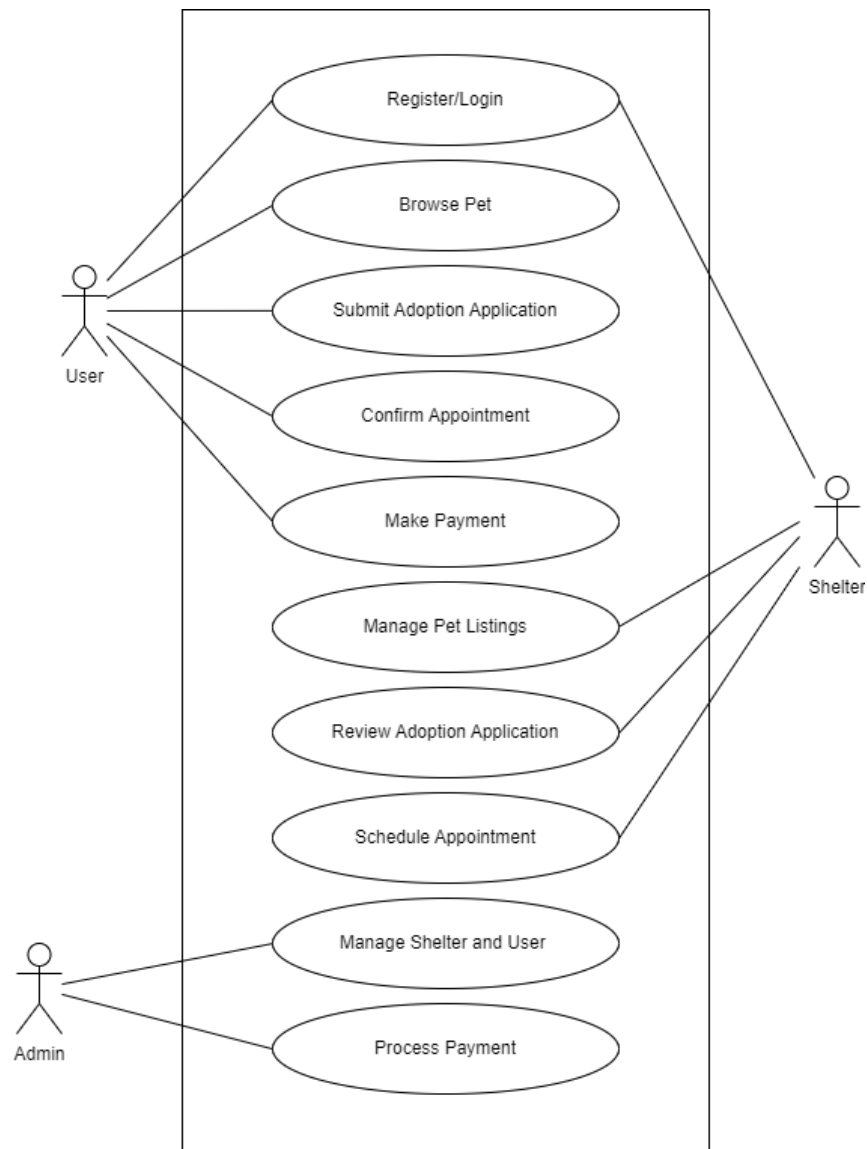 Register/Login
Browse Pet
Submit Adoption Application
User
Confirm Appointment
Make Payment
Shelter
Manage Pet Listings
Review Adoption Application
Schedule Appointment
Manage Shelter and User
Admin
Process Payment